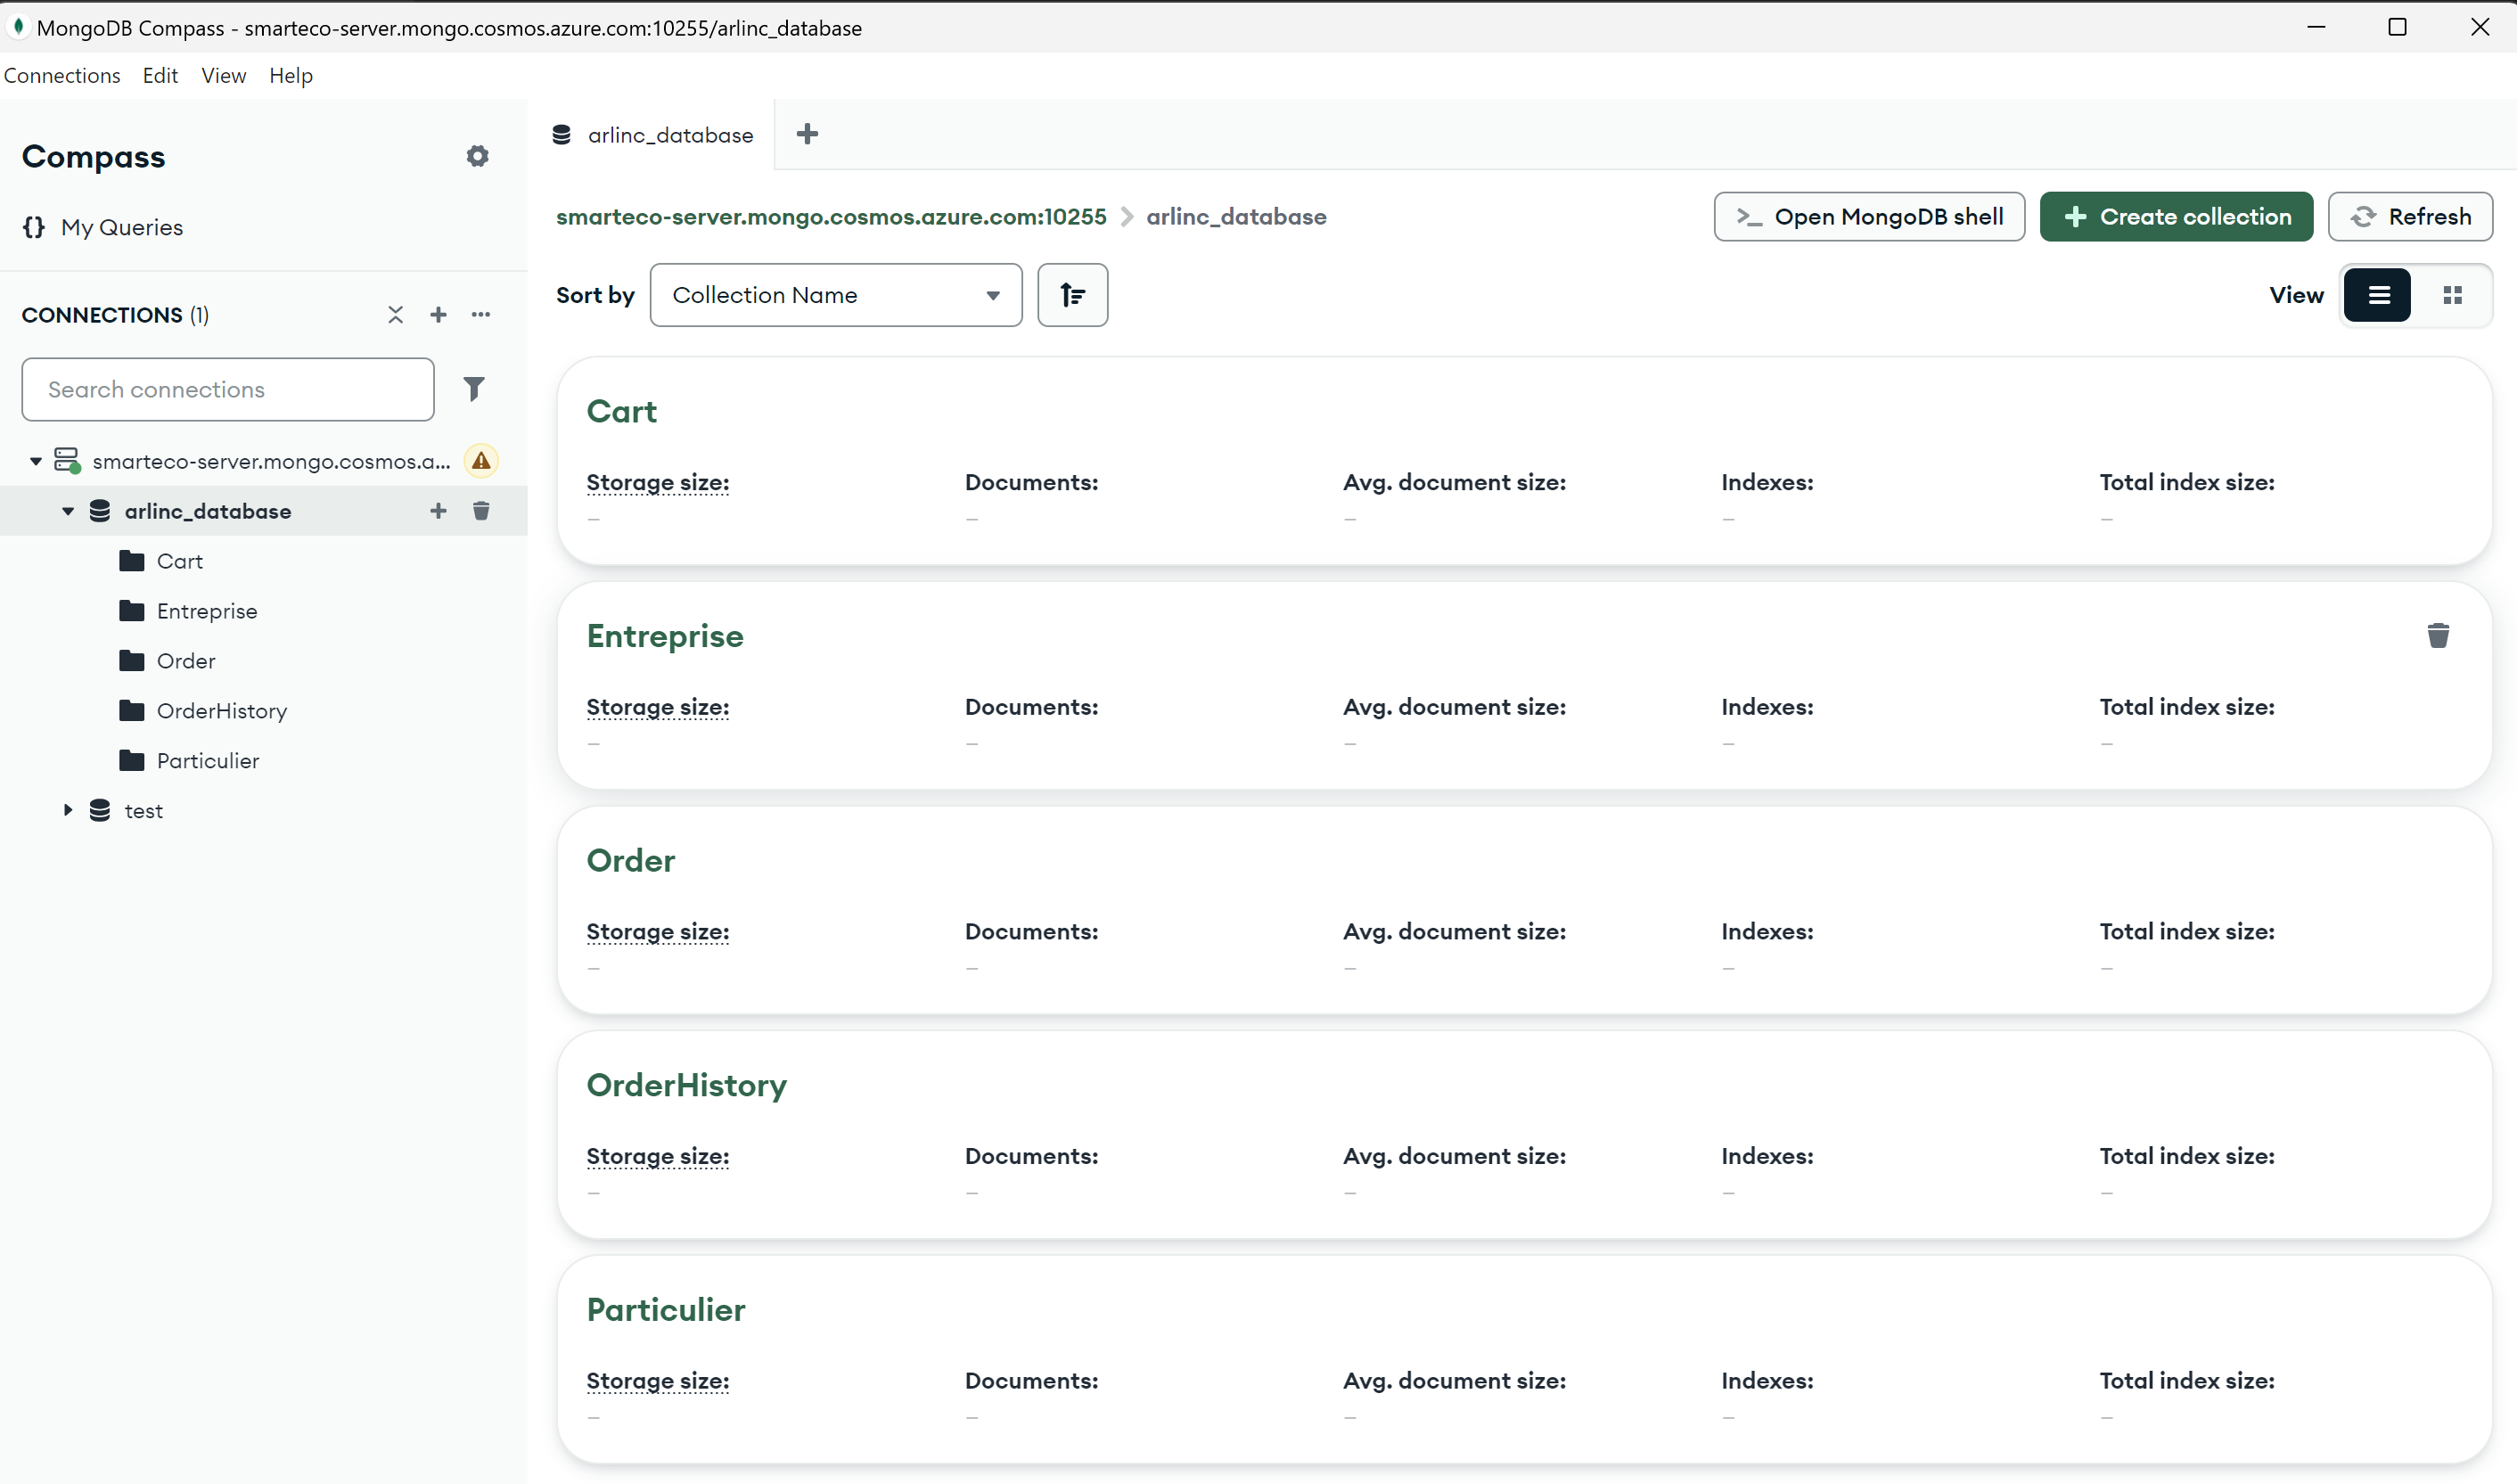 MongoDB Compass - smarteco-server.mongo.cosmos.azure.com:10255/arlinc_database
Connections Edit View Help
Compass
My Queries
CONNECTIONS (1)
Search connections
smarteco-server.mongo.cosmos.a...
arlinc_database
Cart
Entreprise
Order
OrderHistory
Particulier
test
arlinc_database
smarteco-server.mongo.cosmos.azure.com:10255 > arlinc_database
Open MongoDB shell
Create collection
Refresh
Sort by Collection Name
View
Cart
Storage size: Documents: Avg. document size: Indexes: Total index size:
– – – – –
Entreprise
Storage size: Documents: Avg. document size: Indexes: Total index size:
– – – – –
Order
Storage size: Documents: Avg. document size: Indexes: Total index size:
– – – – –
OrderHistory
Storage size: Documents: Avg. document size: Indexes: Total index size:
– – – – –
Particulier
Storage size: Documents: Avg. document size: Indexes: Total index size:
– – – – –